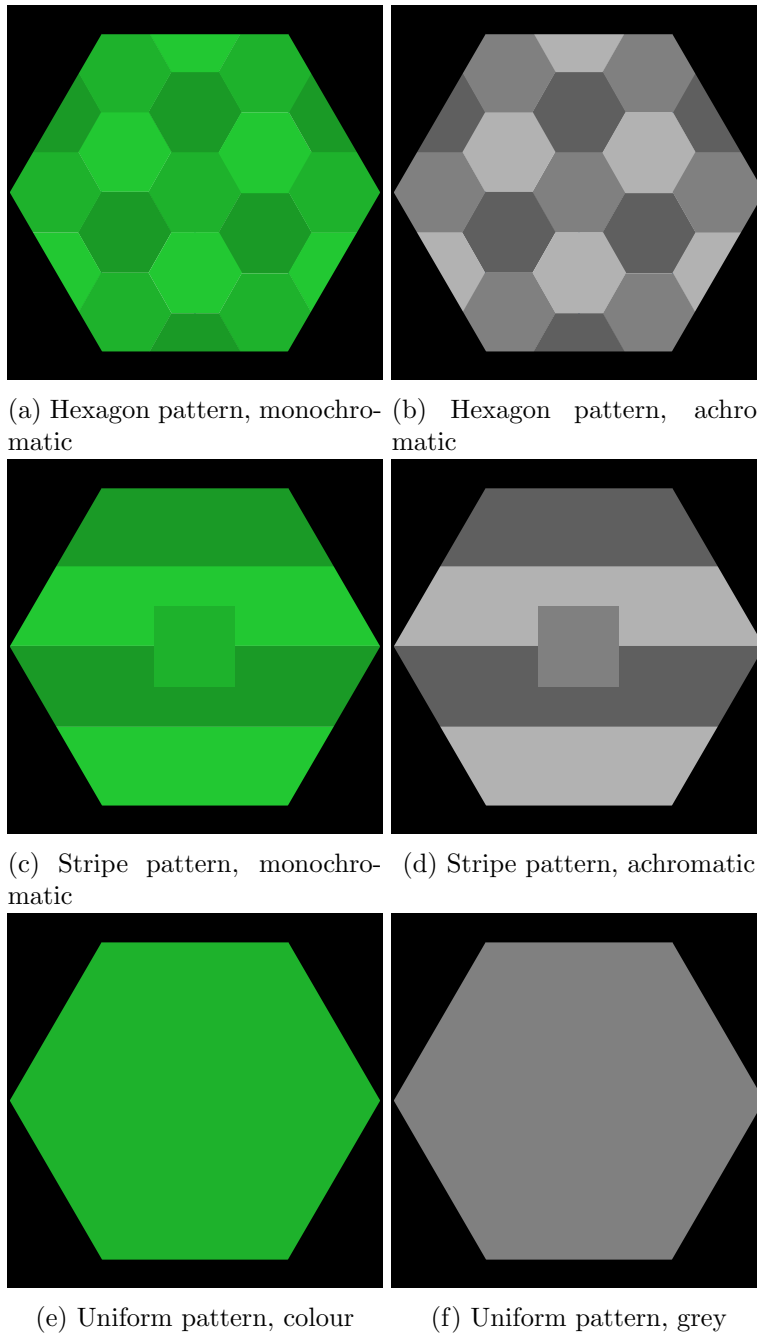 (a) Hexagon pattern, monochro-
matic
(b) Hexagon pattern, achro
matic
(c) Stripe pattern, monochro-
matic
(d) Stripe pattern, achromatic
(e) Uniform pattern, colour
(f) Uniform pattern, grey